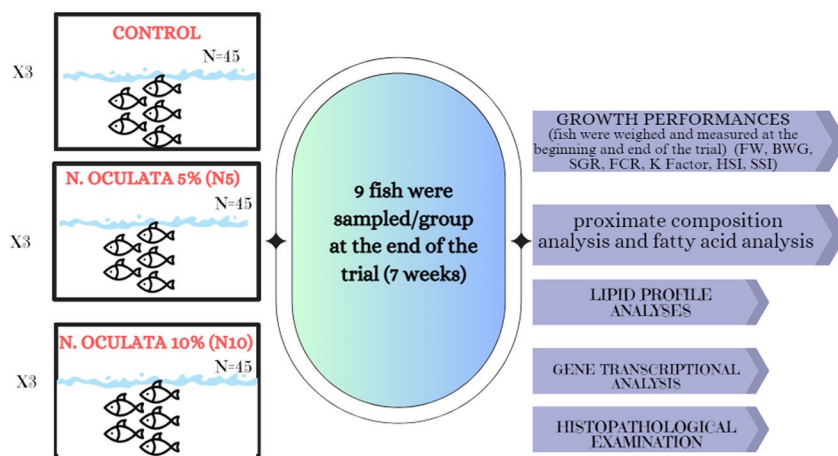 X3
CONTROL
N=45
X3
N. OCULATA 5% (N5)
N=45
X3
N. OCULATA 10% (N10)
N=45
9 fish were
sampled/group
at the end of the
trial (7 weeks)
GROWTH PERFORMANCES
(fish were weighed and measured at the
beginning and end of the trial) (FW, BWG,
SGR, FCR, K Factor, HSI, SSI)
proximate composition
analysis and fatty acid analysis
LIPID PROFILE
ANALYSES
GENE TRANSCRIPTIONAL
ANALYSIS
HISTOPATHOLOGICAL
EXAMINATION